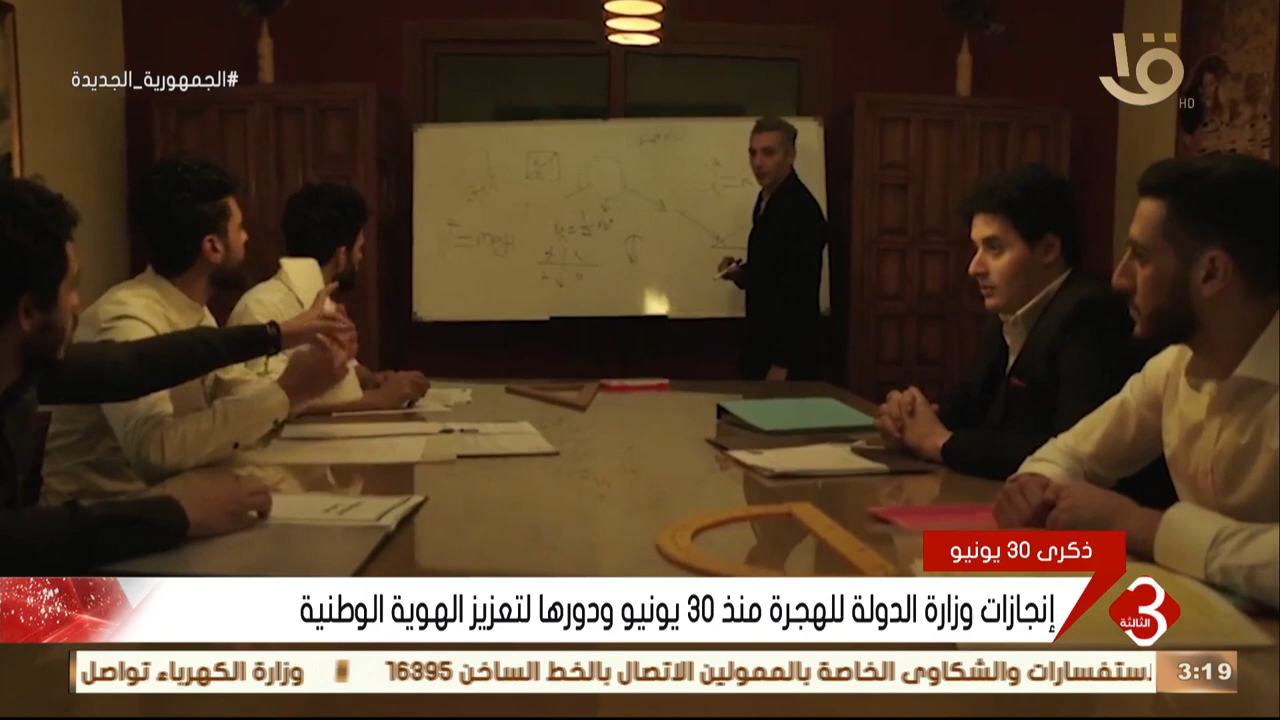 #الجمهورية_الجديدة
HD
ذكرى 30 يونيو
إنجازات وزارة الدولة للهجرة منذ 30 يونيو ودورها لتعزيز الهوية الوطنية
3 الثالثة
ستفسارات والشكاوى الخاصة بالممولين الاتصال بالخط الساخن 16395 وزارة الكهرباء تواصل
3:19